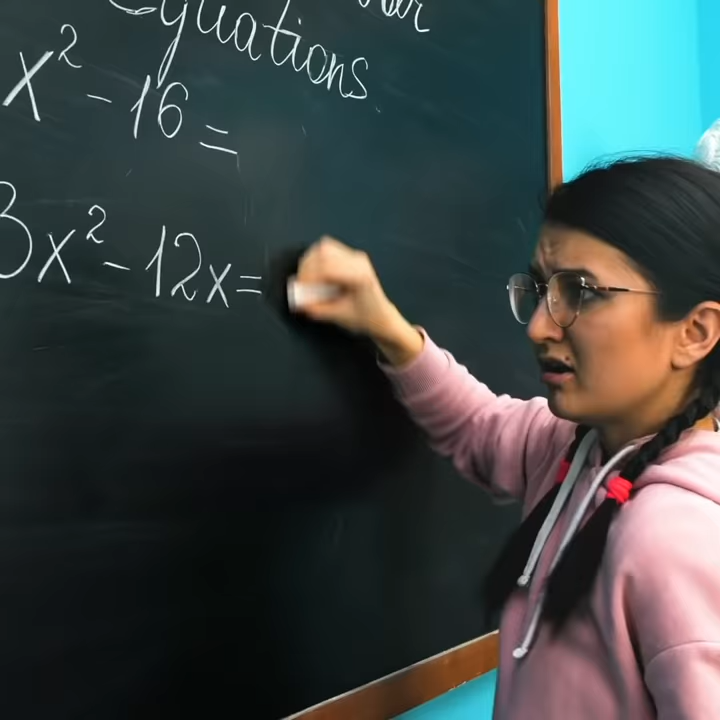 Equations
x² - 16 =
3x² - 12x =